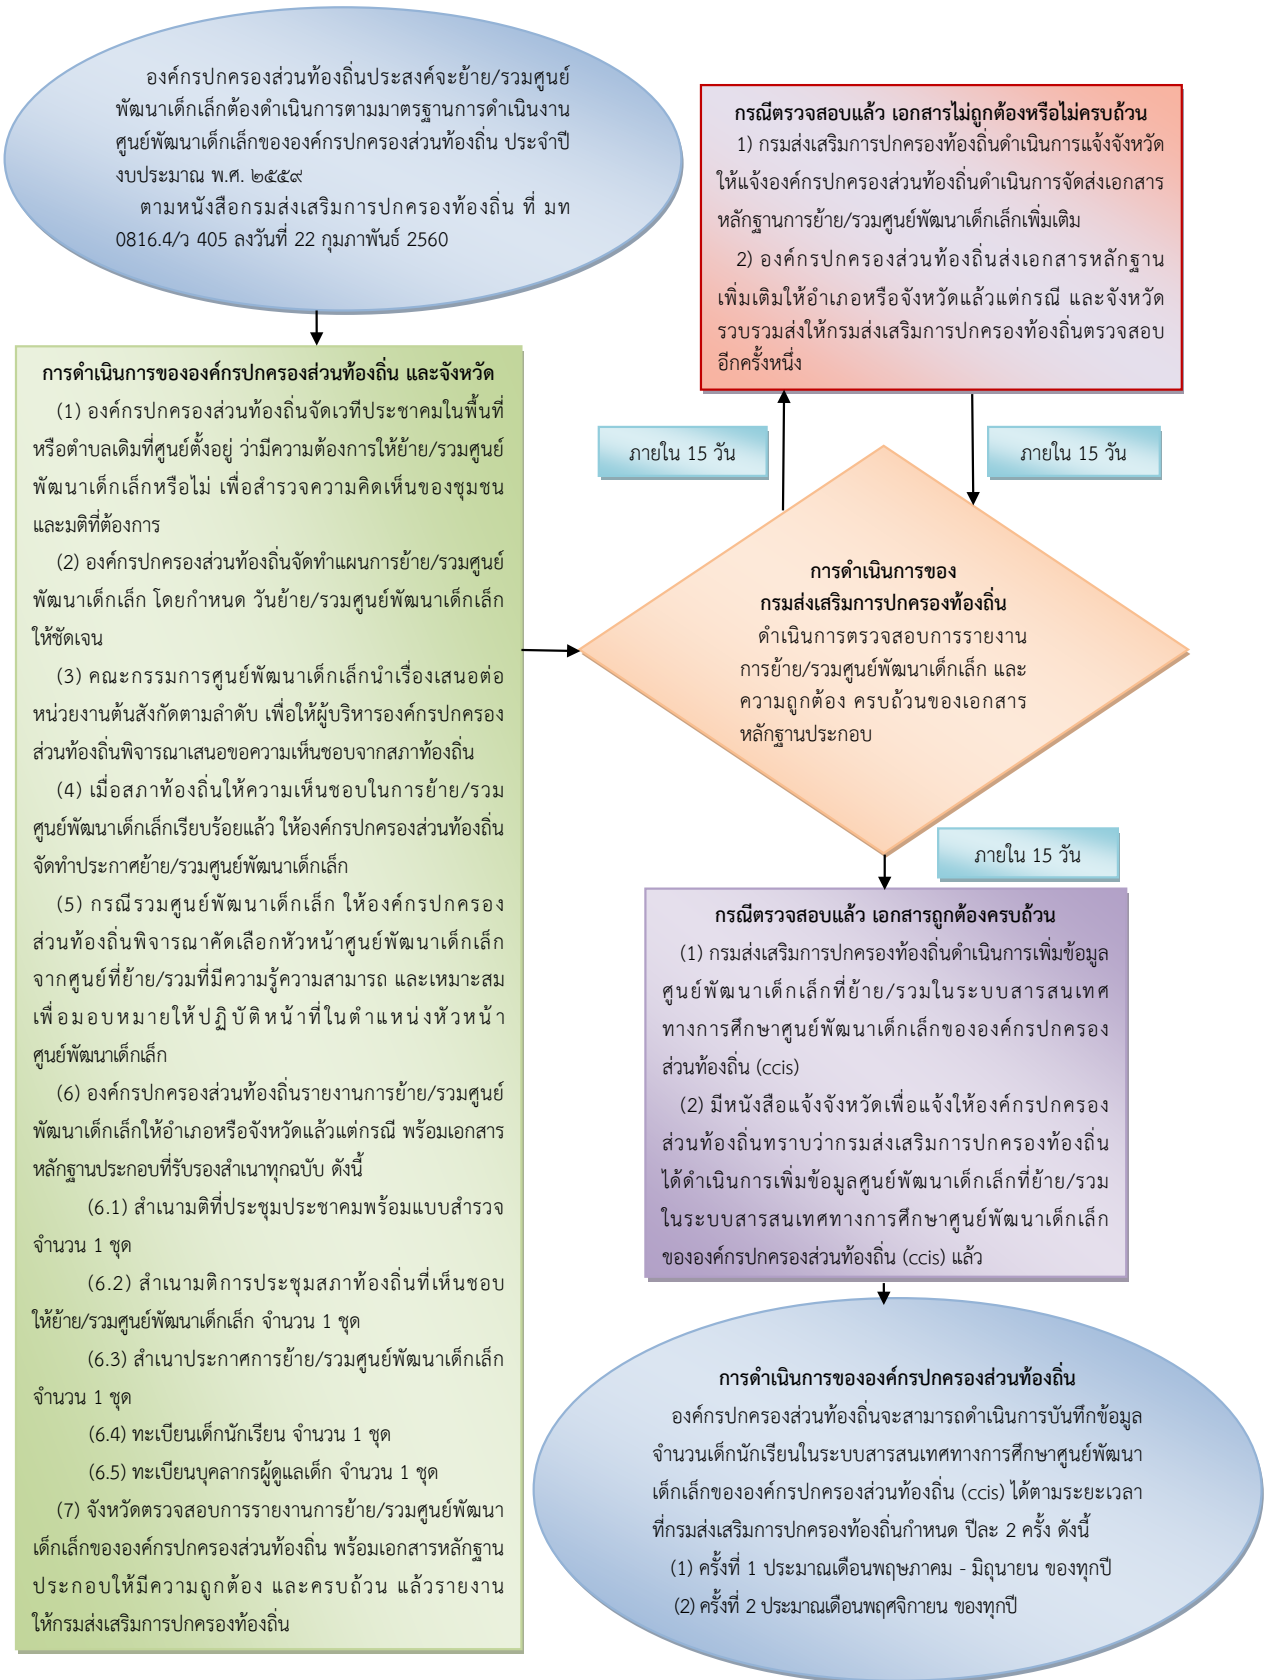 องค์กรปกครองส่วนท้องถิ่นประสงค์จะย้าย/รวมศูนย์
พัฒนาเด็กเล็กต้องดำเนินการตามมาตรฐานการดำเนินงาน
ศูนย์พัฒนาเด็กเล็กขององค์กรปกครองส่วนท้องถิ่น ประจำปี
งบประมาณ พ.ศ. ๒๕๕๙
ตามหนังสือกรมส่งเสริมการปกครองท้องถิ่น ที่ มท
0816.4/ว 405 ลงวันที่ 22 กุมภาพันธ์ 2560
การดำเนินการขององค์กรปกครองส่วนท้องถิ่น และจังหวัด
(1) องค์กรปกครองส่วนท้องถิ่นจัดเวทีประชาคมในพื้นที่
หรือตำบลเดิมที่ศูนย์ตั้งอยู่ ว่ามีความต้องการให้ย้าย/รวมศูนย์
พัฒนาเด็กเล็กหรือไม่ เพื่อสำรวจความคิดเห็นของชุมชน
และมติที่ต้องการ
(2) องค์กรปกครองส่วนท้องถิ่นจัดทำแผนการย้าย/รวมศูนย์
พัฒนาเด็กเล็ก โดยกำหนด วันย้าย/รวมศูนย์พัฒนาเด็กเล็ก
ให้ชัดเจน
(3) คณะกรรมการศูนย์พัฒนาเด็กเล็กนำเรื่องเสนอต่อ
หน่วยงานต้นสังกัดตามลำดับ เพื่อให้ผู้บริหารองค์กรปกครอง
ส่วนท้องถิ่นพิจารณาเสนอขอความเห็นชอบจากสภาท้องถิ่น
(4) เมื่อสภาท้องถิ่นให้ความเห็นชอบในการย้าย/รวม
ศูนย์พัฒนาเด็กเล็กเรียบร้อยแล้ว ให้องค์กรปกครองส่วนท้องถิ่น
จัดทำประกาศย้าย/รวมศูนย์พัฒนาเด็กเล็ก
(5) กรณีรวมศูนย์พัฒนาเด็กเล็ก ให้องค์กรปกครอง
ส่วนท้องถิ่นพิจารณาคัดเลือกหัวหน้าศูนย์พัฒนาเด็กเล็ก
จากศูนย์ที่ย้าย/รวมที่มีความรู้ความสามารถ และเหมาะสม
เพื่อมอบหมายให้ปฏิบัติหน้าที่ในตำแหน่งหัวหน้า
ศูนย์พัฒนาเด็กเล็ก
(6) องค์กรปกครองส่วนท้องถิ่นรายงานการย้าย/รวมศูนย์
พัฒนาเด็กเล็กให้อำเภอหรือจังหวัดแล้วแต่กรณี พร้อมเอกสาร
หลักฐานประกอบที่รับรองสำเนาทุกฉบับ ดังนี้
(6.1) สำเนามติที่ประชุมประชาคมพร้อมแบบสำรวจ
จำนวน 1 ชุด
(6.2) สำเนามติการประชุมสภาท้องถิ่นที่เห็นชอบ
ให้ย้าย/รวมศูนย์พัฒนาเด็กเล็ก จำนวน 1 ชุด
(6.3) สำเนาประกาศการย้าย/รวมศูนย์พัฒนาเด็กเล็ก
จำนวน 1 ชุด
(6.4) ทะเบียนเด็กนักเรียน จำนวน 1 ชุด
(6.5) ทะเบียนบุคลากรผู้ดูแลเด็ก จำนวน 1 ชุด
(7) จังหวัดตรวจสอบการรายงานการย้าย/รวมศูนย์พัฒนา
เด็กเล็กขององค์กรปกครองส่วนท้องถิ่น พร้อมเอกสารหลักฐาน
ประกอบให้มีความถูกต้อง และครบถ้วน แล้วรายงาน
ให้กรมส่งเสริมการปกครองท้องถิ่น
กรณีตรวจสอบแล้ว เอกสารไม่ถูกต้องหรือไม่ครบถ้วน
1) กรมส่งเสริมการปกครองท้องถิ่นดำเนินการแจ้งจังหวัด
ให้แจ้งองค์กรปกครองส่วนท้องถิ่นดำเนินการจัดส่งเอกสาร
หลักฐานการย้าย/รวมศูนย์พัฒนาเด็กเล็กเพิ่มเติม
2) องค์กรปกครองส่วนท้องถิ่นส่งเอกสารหลักฐาน
เพิ่มเติมให้อำเภอหรือจังหวัดแล้วแต่กรณี และจังหวัด
รวบรวมส่งให้กรมส่งเสริมการปกครองท้องถิ่นตรวจสอบ
อีกครั้งหนึ่ง
ภายใน 15 วัน
ภายใน 15 วัน
การดำเนินการของ
กรมส่งเสริมการปกครองท้องถิ่น
ดำเนินการตรวจสอบการรายงาน
การย้าย/รวมศูนย์พัฒนาเด็กเล็ก และ
ความถูกต้อง ครบถ้วนของเอกสาร
หลักฐานประกอบ
ภายใน 15 วัน
กรณีตรวจสอบแล้ว เอกสารถูกต้องครบถ้วน
(1) กรมส่งเสริมการปกครองท้องถิ่นดำเนินการเพิ่มข้อมูล
ศูนย์พัฒนาเด็กเล็กที่ย้าย/รวมในระบบสารสนเทศ
ทางการศึกษาศูนย์พัฒนาเด็กเล็กขององค์กรปกครอง
ส่วนท้องถิ่น (ccis)
(2) มีหนังสือแจ้งจังหวัดเพื่อแจ้งให้องค์กรปกครอง
ส่วนท้องถิ่นทราบว่ากรมส่งเสริมการปกครองท้องถิ่น
ได้ดำเนินการเพิ่มข้อมูลศูนย์พัฒนาเด็กเล็กที่ย้าย/รวม
ในระบบสารสนเทศทางการศึกษาศูนย์พัฒนาเด็กเล็ก
ขององค์กรปกครองส่วนท้องถิ่น (ccis) แล้ว
การดำเนินการขององค์กรปกครองส่วนท้องถิ่น
องค์กรปกครองส่วนท้องถิ่นจะสามารถดำเนินการบันทึกข้อมูล
จำนวนเด็กนักเรียนในระบบสารสนเทศทางการศึกษาศูนย์พัฒนา
เด็กเล็กขององค์กรปกครองส่วนท้องถิ่น (ccis) ได้ตามระยะเวลา
ที่กรมส่งเสริมการปกครองท้องถิ่นกำหนด ปีละ 2 ครั้ง ดังนี้
(1) ครั้งที่ 1 ประมาณเดือนพฤษภาคม - มิถุนายน ของทุกปี
(2) ครั้งที่ 2 ประมาณเดือนพฤศจิกายน ของทุกปี